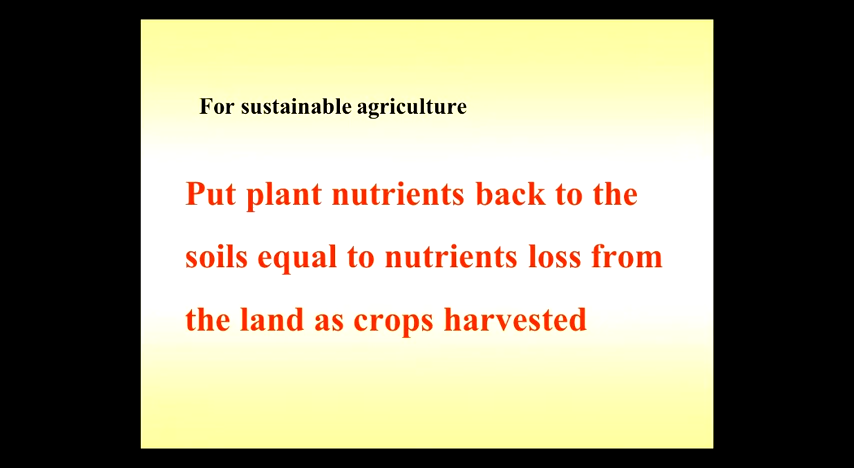 For sustainable agriculture
Put plant nutrients back to the
soils equal to nutrients loss from
the land as crops harvested